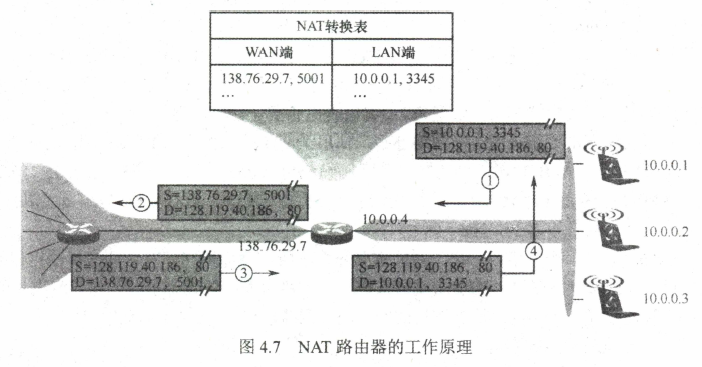 NAT转换表
WAN端 LAN端
138.76.29.7, 5001 10.0.0.1, 3345
… …
S=10.0.0.1, 3345
D=128.119.40.186, 80
①
10.0.0.1
②
S=138.76.29.7, 5001
D=128.119.40.186, 80
10.0.0.4
138.76.29.7
10.0.0.2
S=128.119.40.186, 80
D=138.76.29.7, 5001
③
S=128.119.40.186, 80
D=10.0.0.1, 3345
④
10.0.0.3
图 4.7 NAT 路由器的工作原理